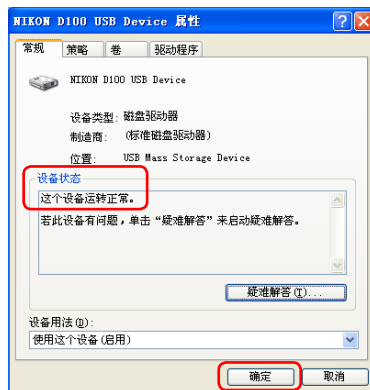 NIKON D100 USB Device 属性
常规 策略 卷 驱动程序
NIKON D100 USB Device
设备类型: 磁盘驱动器
制造商: (标准磁盘驱动器)
位置: USB Mass Storage Device
设备状态
这个设备运转正常。
若此设备有问题，单击“疑难解答”来启动疑难解答。
疑难解答(T)...
设备用法(D):
使用这个设备(启用)
确定 取消